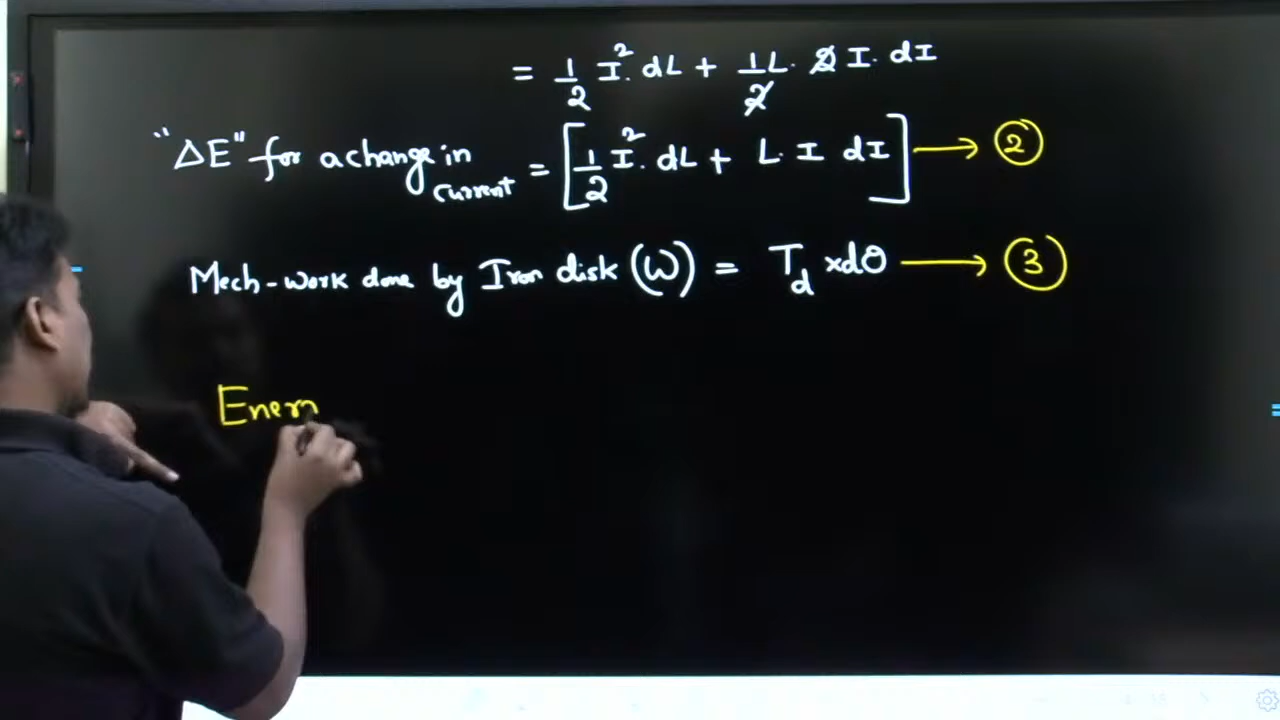 = 1/2 I². dL + 1/2 L. 2 I. dI
"ΔE" for a change in current = [1/2 I². dL + L. I dI] → ②
Mech-work done by Iron disk (W) = T_d x dθ → ③
Ener